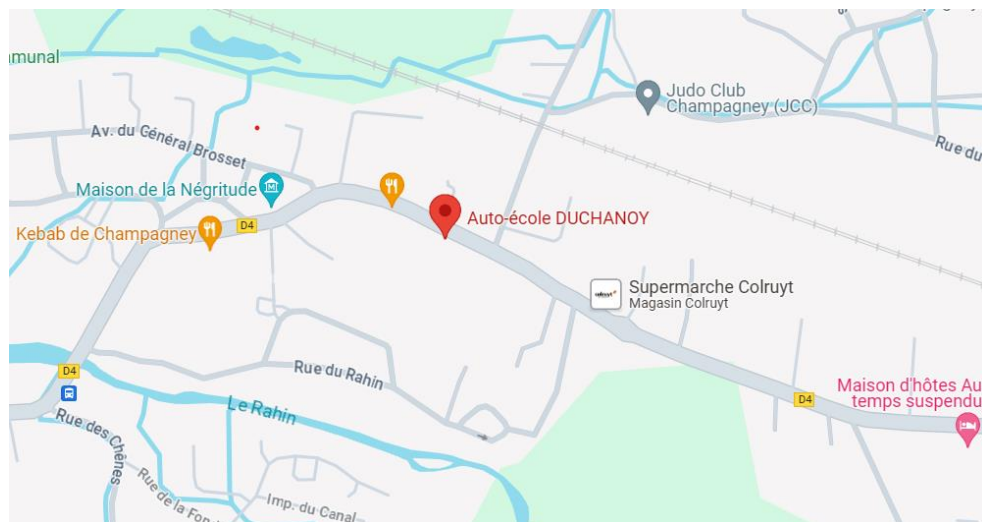 mmunal
Judo Club
Champagney (JCC)
Av. du Général Brosset
Rue du
Maison de la Négritude
Auto-école DUCHANOY
D4
Kebab de Champagney
Supermarche Colruyt
Magasin Colruyt
colruyt
Rue du Rahin
D4
Maison d'hôtes Au
temps suspendu
D4
Le Rahin
Rue des Chênes
Rue de la Fon
Imp. du Canal